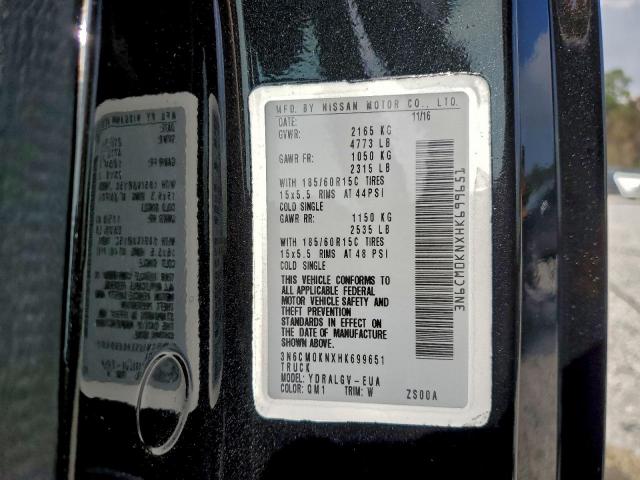 MFD. BY NISSAN MOTOR CO., LTD.
DATE: 11/16
GVWR: 2165 KG
4773 LB
GAWR FR: 1050 KG
2315 LB
WITH 185/60R15C TIRES
15x5.5 RIMS AT 44PSI
COLD SINGLE
GAWR RR: 1150 KG
2535 LB
WITH 185/60R15C TIRES
15x5.5 RIMS AT 48 PSI
COLD SINGLE
THIS VEHICLE CONFORMS TO
ALL APPLICABLE FEDERAL
MOTOR VEHICLE SAFETY AND
THEFT PREVENTION
STANDARDS IN EFFECT ON
THE DATE OF MANUFACTURE
SHOWN ABOVE.
3N6CM0KNXHK699651
TRUCK
MODEL: YDRALGV-EUA
COLOR: QM1 TRIM: W ZS00A
3N6CM0KNXHK699651